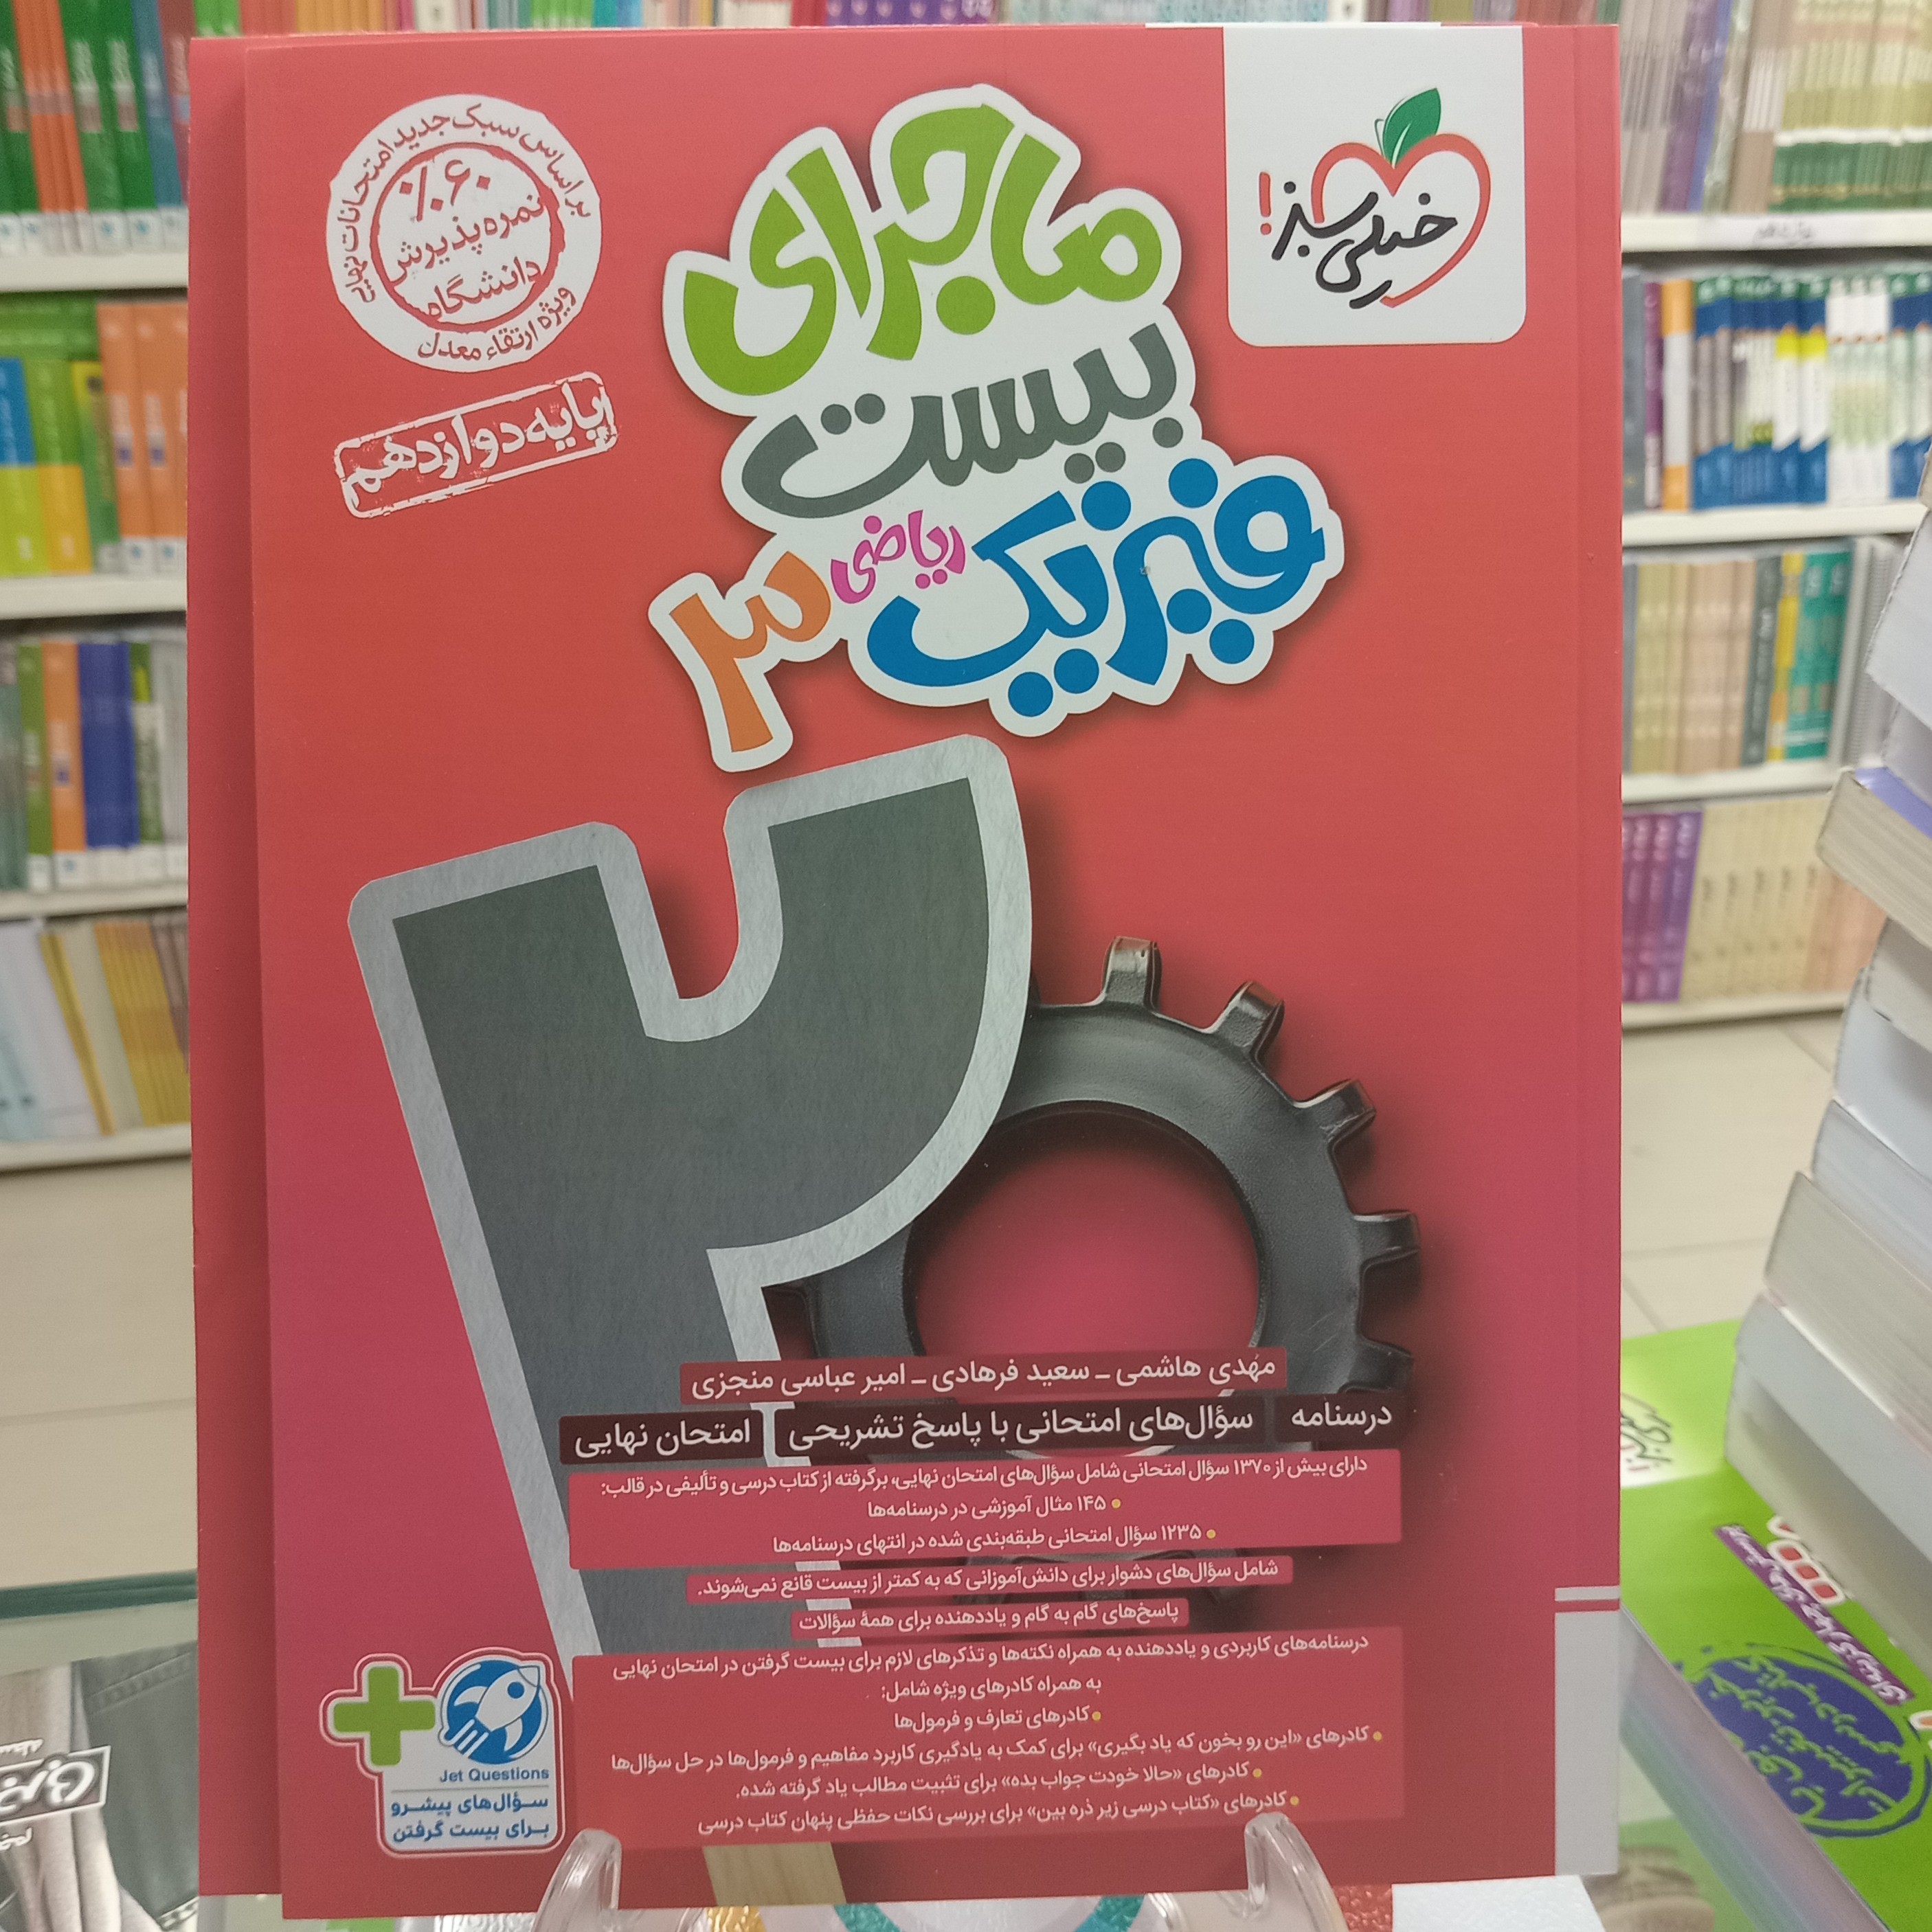 خیلی سبز!
ماجرای
بیست
فیزیک ریاضی ۳
براساس سبک جدید امتحانات نهایی
۶۰٪
نمره پذیرش
دانشگاه
ویژه ارتقاء معدل
پایه دوازدهم
۲۰
مهدی هاشمی ـ سعید فرهادی ـ امیر عباسی منجزی
درسنامه سؤال‌های امتحانی با پاسخ تشریحی امتحان نهایی
دارای بیش از ۱۳۷۰ سؤال امتحانی شامل سؤال‌های امتحان نهایی، برگرفته از کتاب درسی و تألیفی در قالب:
● ۱۴۵ مثال آموزشی در درسنامه‌ها
● ۱۲۳۵ سؤال امتحانی طبقه‌بندی شده در انتهای درسنامه‌ها
شامل سؤال‌های دشوار برای دانش‌آموزانی که به کمتر از بیست قانع نمی‌شوند.
پاسخ‌های گام به گام و یاددهنده برای همهٔ سؤالات
درسنامه‌های کاربردی و یاددهنده به همراه نکته‌ها و تذکرهای لازم برای بیست گرفتن در امتحان نهایی
به همراه کادرهای ویژه شامل:
● کادرهای تعارف و فرمول‌ها
● کادرهای «این رو بخون که یاد بگیری» برای کمک به یادگیری کاربرد مفاهیم و فرمول‌ها در حل سؤال‌ها
● کادرهای «حالا خودت جواب بده» برای تثبیت مطالب یاد گرفته شده.
● کادرهای «کتاب درسی زیر ذره بین» برای بررسی نکات حفظی پنهان کتاب درسی
Jet Questions
سؤال‌های پیشرو
برای بیست گرفتن